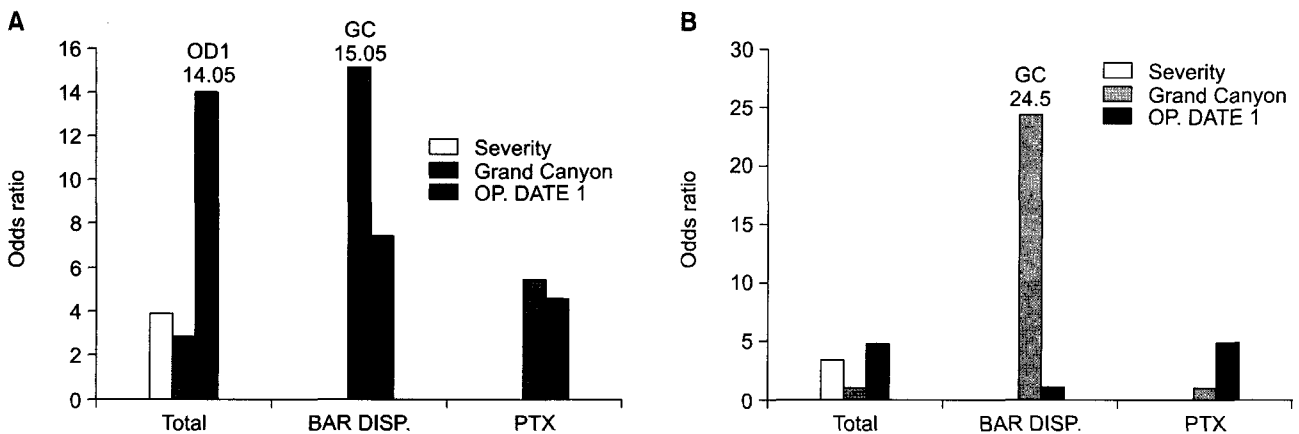 A
16
14
12
10
8
6
4
2
0
Odds ratio
OD1
14.05
GC
15.05
Severity
Grand Canyon
OP. DATE 1
Total
BAR DISP.
PTX
B
30
25
20
15
10
5
0
Odds ratio
GC
24.5
Severity
Grand Canyon
OP. DATE 1
Total
BAR DISP.
PTX